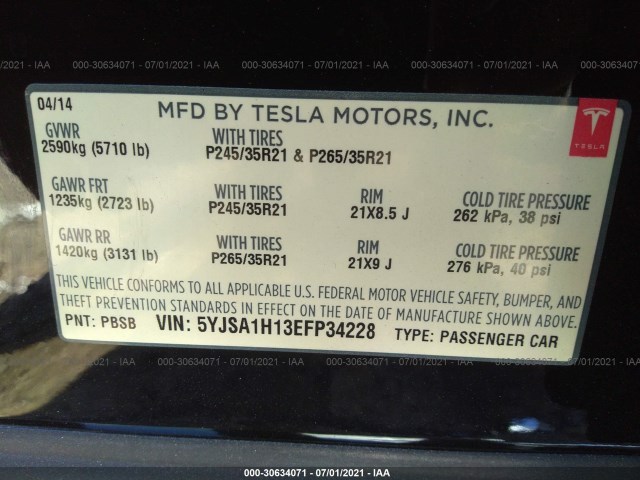 1/2021 - IAA 000-30634071 - 07/01/2021 - IAA 000-30634071 - 07/01/2021 - IAA 000-30634071 - 07/0
04/14
MFD BY TESLA MOTORS, INC.
TESLA
GVWR WITH TIRES
2590kg (5710 lb) P245/35R21 & P265/35R21
GAWR FRT WITH TIRES RIM COLD TIRE PRESSURE
1235kg (2723 lb) P245/35R21 21X8.5 J 262 kPa, 38 psi
GAWR RR WITH TIRES RIM COLD TIRE PRESSURE
1420kg (3131 lb) P265/35R21 21X9 J 276 kPa, 40 psi
THIS VEHICLE CONFORMS TO ALL APPLICABLE U.S. FEDERAL MOTOR VEHICLE SAFETY, BUMPER, AND
THEFT PREVENTION STANDARDS IN EFFECT ON THE DATE OF MANUFACTURE SHOWN ABOVE.
PNT: PBSB VIN: 5YJSA1H13EFP34228 TYPE: PASSENGER CAR
000-30634071 - 07/01/2021 - IAA